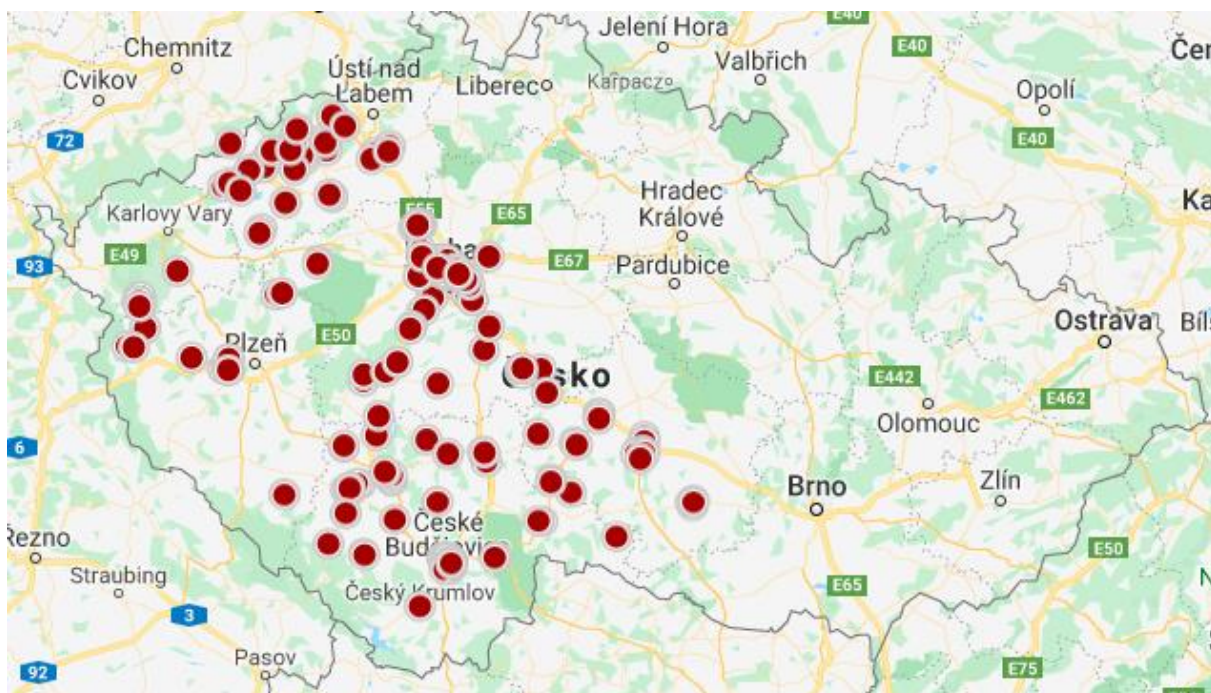 Chemnitz
Cvikov
72
Ústí nad
Labem
Liberec
Jelení Hora
Karpacz
Valbřich
E40
E40
Opolí
E40
Karlovy Vary
E49
93
E65
E67
Hradec
Králové
Pardubice
Plzeň
E50
Ostrava
E442
E462
Olomouc
6
Brno
Zlín
České
Budějovice
Český Krumlov
Řezno
Straubing
3
Pasov
92
E65
E50
E75